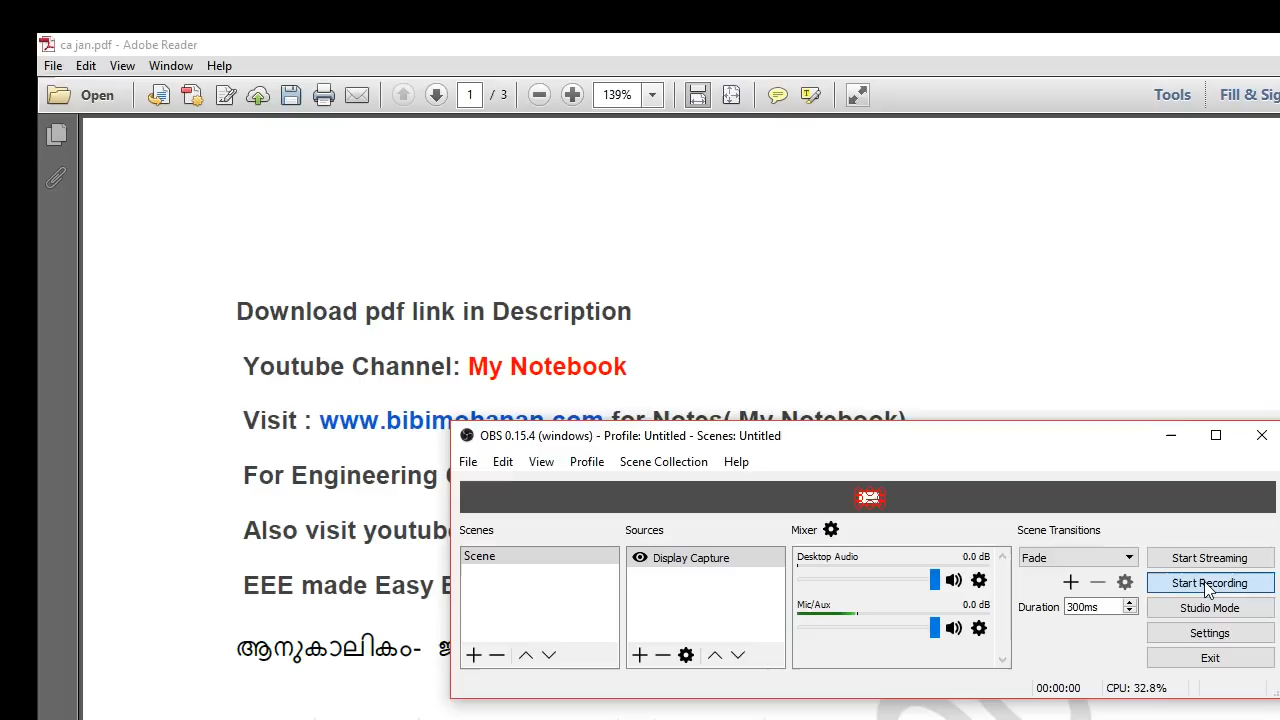 ca jan.pdf - Adobe Reader
File Edit View Window Help
Open 1 / 3 139% Tools Fill & Sig
Download pdf link in Description
Youtube Channel: My Notebook
Visit : www.bibimohanan.com for Notes( My Notebook)
For Engineering
Also visit youtube
EEE made Easy
ആനുകാലികം-
OBS 0.15.4 (windows) - Profile: Untitled - Scenes: Untitled
File Edit View Profile Scene Collection Help
Scenes Sources Mixer Scene Transitions
Scene
Display Capture
Desktop Audio 0.0 dB
Mic/Aux 0.0 dB
Fade
Duration 300ms
Start Streaming
Start Recording
Studio Mode
Settings
Exit
00:00:00 CPU: 32.8%